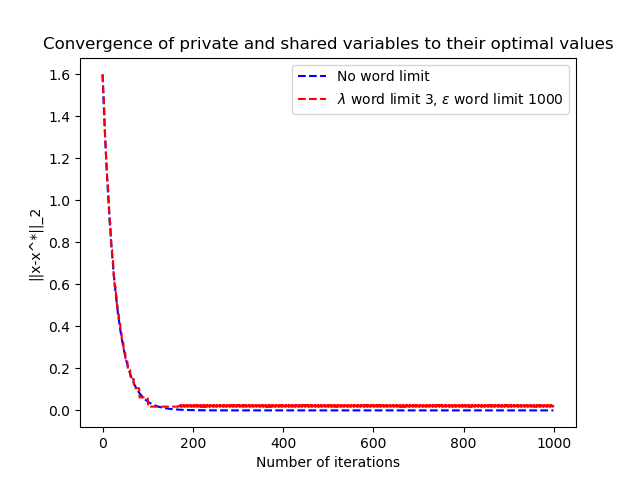 Convergence of private and shared variables to their optimal values
No word limit
λ word limit 3, ε word limit 1000
||x-x^*||_2
1.6
1.4
1.2
1.0
0.8
0.6
0.4
0.2
0.0
0 200 400 600 800 1000
Number of iterations